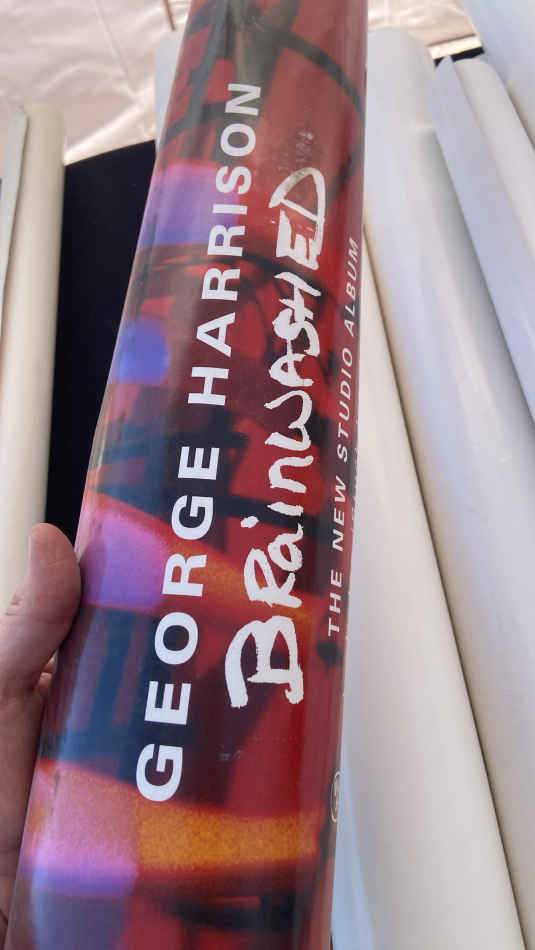 GEORGE HARRISON
BRaiNWASHED
THE NEW STUDIO ALBUM